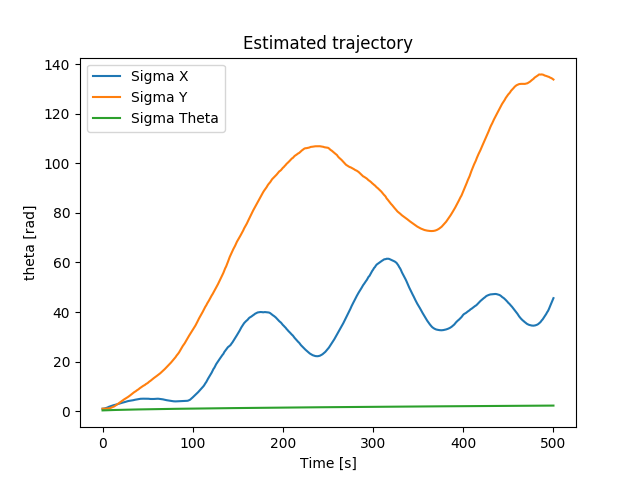 Estimated trajectory
Sigma X
Sigma Y
Sigma Theta
theta [rad]
140
120
100
80
60
40
20
0
0 100 200 300 400 500
Time [s]